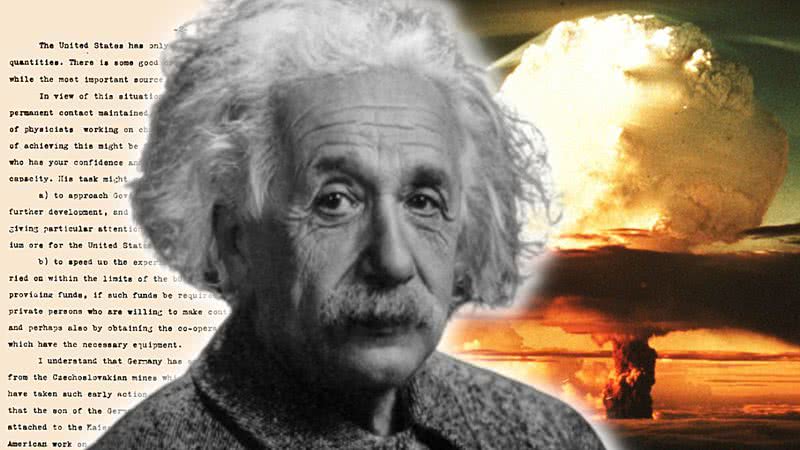 -2-
The United States has only
quantities. There is some good
while the most important source
In view of this situation
permanent contact maintained
of physicists working on ch
of achieving this might be
who has your confidence and
capacity. His task might
a) to approach Gov
further development, and
giving particular attention
ium ore for the United States
b) to speed up the exper
ried on within the limits of the b
providing funds, if such funds be require
private persons who are willing to make cont
and perhaps also by obtaining the co-opera
which have the necessary equipment.
I understand that Germany has
from the Czechoslovakian mines whi
have taken such early action
that the son of the Germ
attached to the Kais
American work on